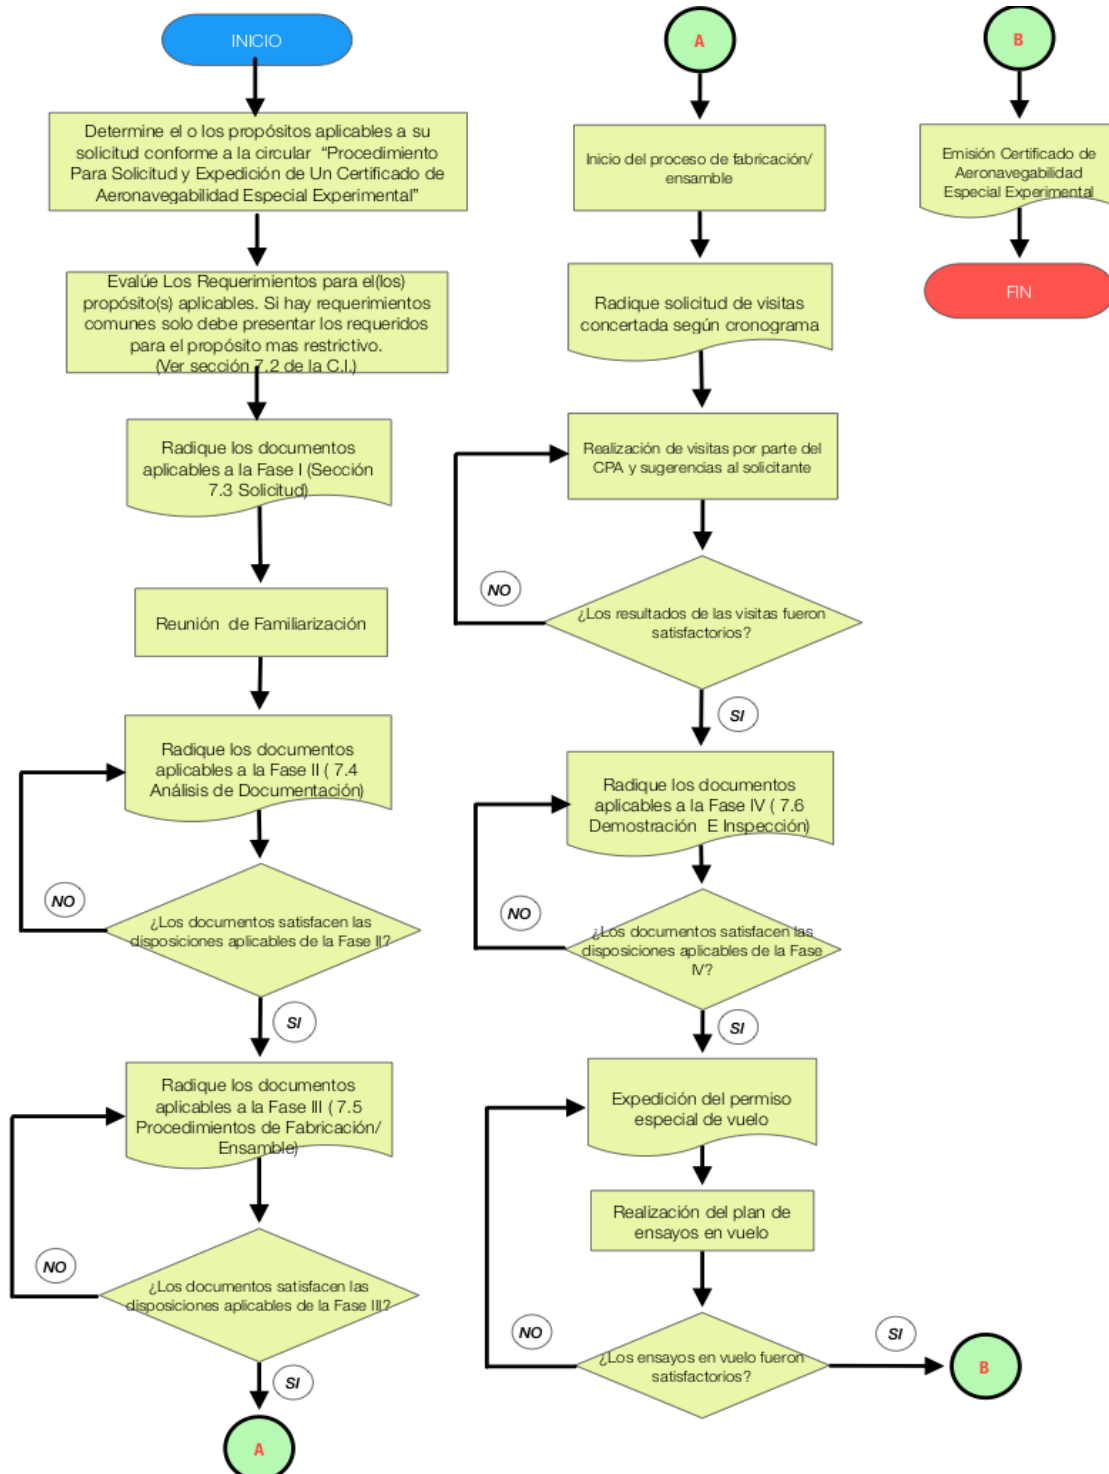 INICIO
Determine el o los propósitos aplicables a su
solicitud conforme a la circular “Procedimiento
Para Solicitud y Expedición de Un Certificado de
Aeronavegabilidad Especial Experimental”
Evalúe Los Requerimientos para el(los)
propósito(s) aplicables. Si hay requerimientos
comunes solo debe presentar los requeridos
para el propósito mas restrictivo.
(Ver sección 7.2 de la C.I.)
Radique los documentos
aplicables a la Fase I (Sección
7.3 Solicitud)
Reunión de Familiarización
Radique los documentos
aplicables a la Fase II ( 7.4
Análisis de Documentación)
NO
¿Los documentos satisfacen las
disposiciones aplicables de la Fase II?
SI
Radique los documentos
aplicables a la Fase III ( 7.5
Procedimientos de Fabricación/
Ensamble)
NO
¿Los documentos satisfacen las
disposiciones aplicables de la Fase III?
SI
A
A
Inicio del proceso de fabricación/
ensamble
Radique solicitud de visitas
concertada según cronograma
Realización de visitas por parte del
CPA y sugerencias al solicitante
NO
¿Los resultados de las visitas fueron
satisfactorios?
SI
Radique los documentos
aplicables a la Fase IV ( 7.6
Demostración E Inspección)
NO
¿Los documentos satisfacen las
disposiciones aplicables de la Fase
IV?
SI
Expedición del permiso
especial de vuelo
Realización del plan de
ensayos en vuelo
NO
¿Los ensayos en vuelo fueron
satisfactorios?
SI
B
B
Emisión Certificado de
Aeronavegabilidad
Especial Experimental
FIN